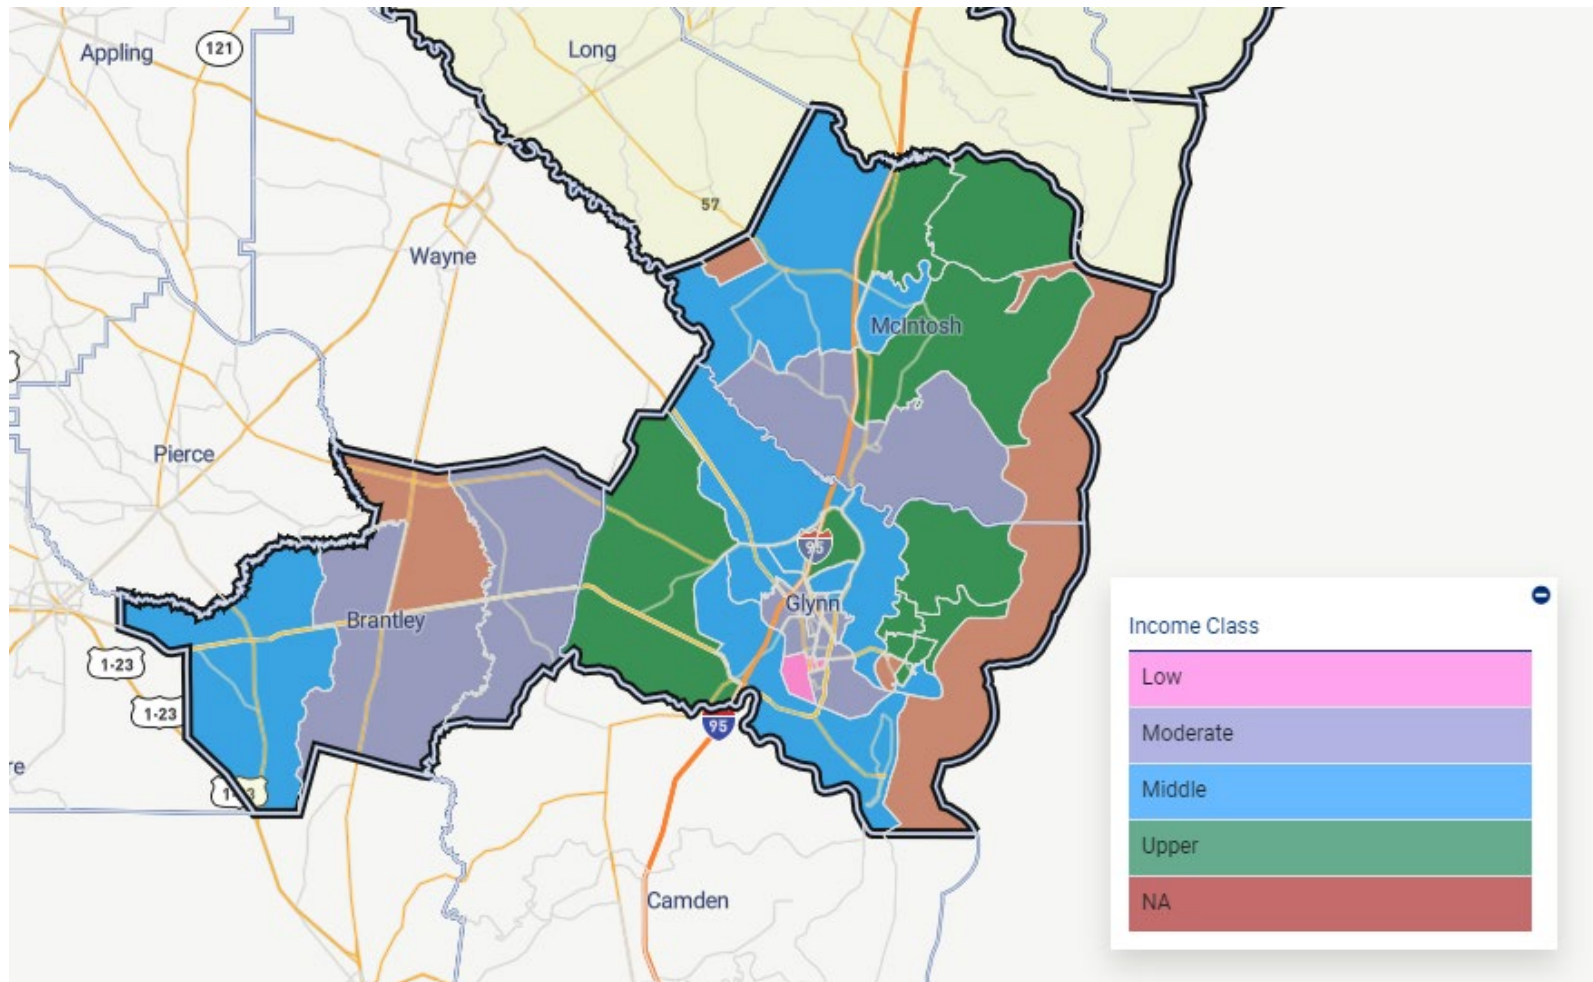 Appling
121
Long
57
Wayne
McIntosh
Pierce
95
Glynn
Brantley
1-23
1-23
95
re
Camden
Income Class
Low
Moderate
Middle
Upper
NA